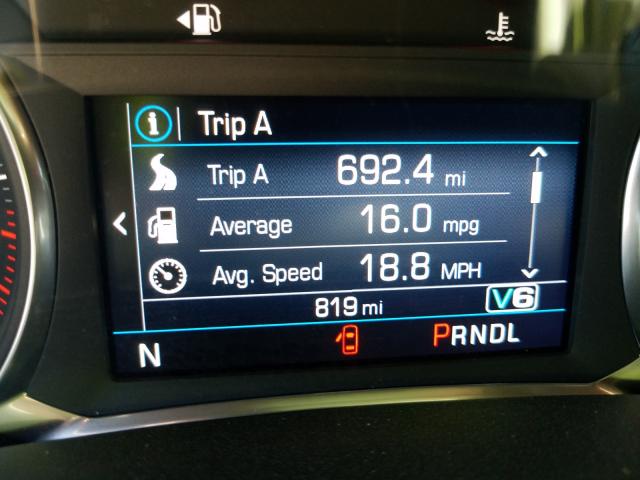 Trip A
Trip A 692.4 mi
Average 16.0 mpg
Avg. Speed 18.8 MPH
819 mi V6
N PRNDL